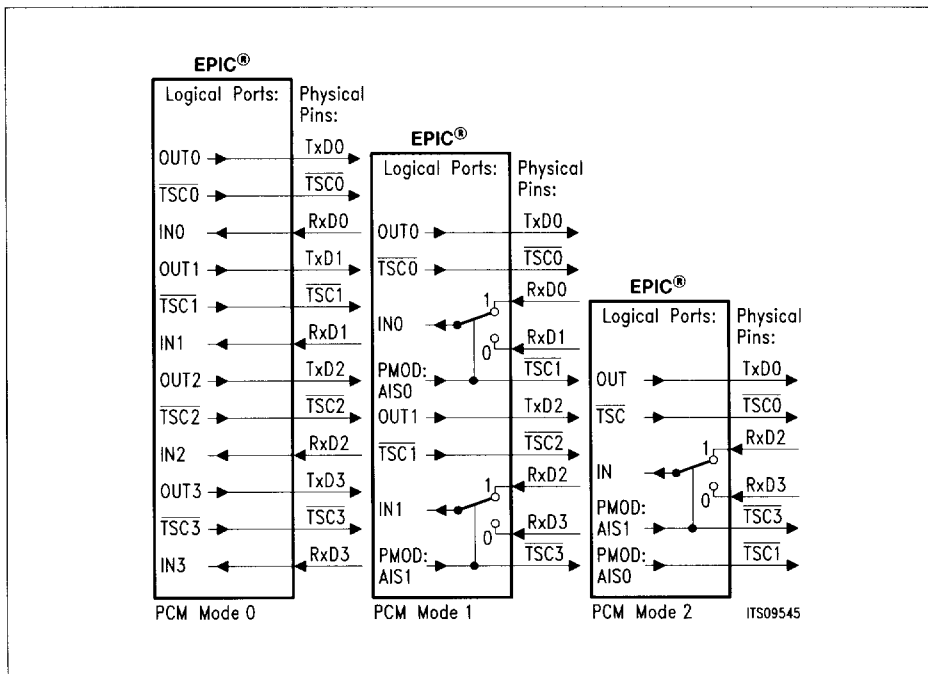 EPIC®
Logical Ports:
Physical Pins:
OUT0
TxD0
TSC0
TSC0
IN0
RxD0
OUT1
TxD1
TSC1
TSC1
IN1
RxD1
OUT2
TxD2
TSC2
TSC2
IN2
RxD2
OUT3
TxD3
TSC3
TSC3
IN3
RxD3
PCM Mode 0
EPIC®
Logical Ports:
Physical Pins:
OUT0
TxD0
TSC0
TSC0
1
RxD0
IN0
0
RxD1
PMOD:
AIS0
TSC1
OUT1
TxD2
TSC1
TSC2
1
RxD2
IN1
0
RxD3
PMOD:
AIS1
TSC3
PCM Mode 1
EPIC®
Logical Ports:
Physical Pins:
OUT
TxD0
TSC
TSC0
1
RxD2
IN
0
RxD3
PMOD:
AIS1
TSC3
PMOD:
AIS0
TSC1
PCM Mode 2
ITS09545